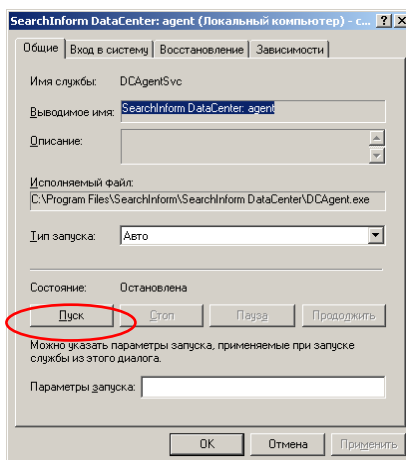 SearchInform DataCenter: agent (Локальный компьютер) - с...
Общие Вход в систему Восстановление Зависимости
Имя службы: DCAgentSvc
Выводимое имя: SearchInform DataCenter: agent
Описание:
Исполняемый файл:
C:\Program Files\SearchInform\SearchInform DataCenter\DCAgent.exe
Тип запуска: Авто
Состояние: Остановлена
Пуск Стоп Пауза Продолжить
Можно указать параметры запуска, применяемые при запуске
службы из этого диалога.
Параметры запуска:
OK Отмена Применить